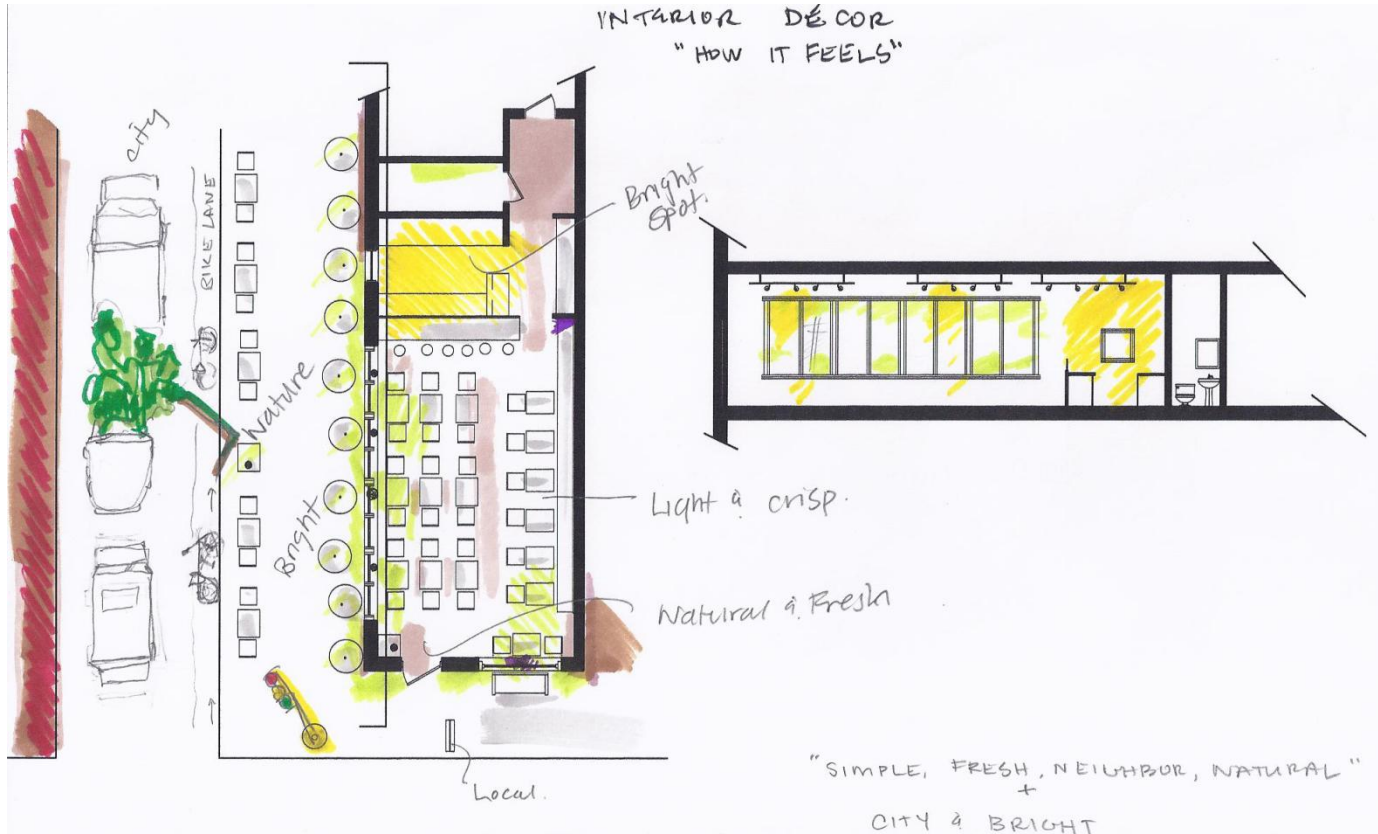 INTERIOR DÉCOR
"HOW IT FEELS"
city
BIKE LANE
Bright
Spot.
Nature
Bright
Light & crisp.
Natural & Fresh
Local.
"SIMPLE, FRESH, NEIGHBOR, NATURAL"
+
CITY & BRIGHT